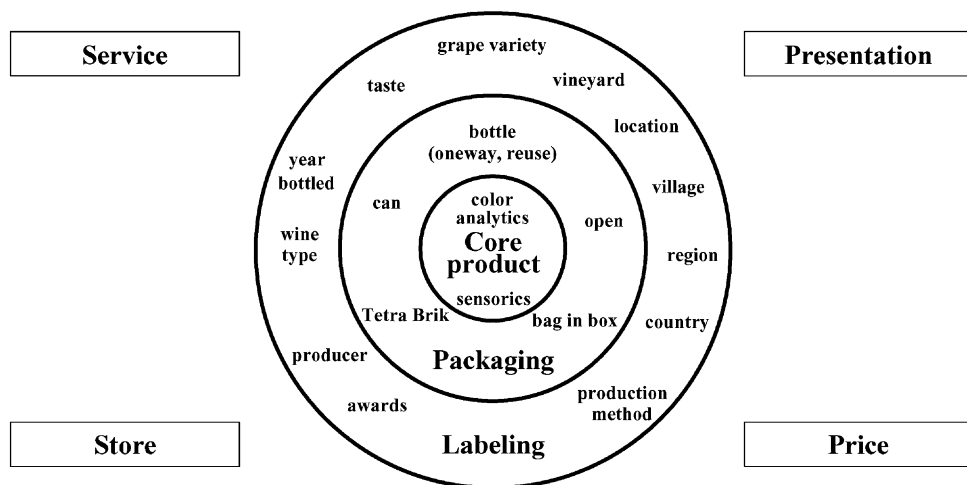 Service
Presentation
grape variety
taste
vineyard
location
bottle
(oneway, reuse)
year
bottled
village
can
color
analytics
open
wine
type
Core
product
region
sensorics
Tetra Brik
bag in box
country
producer
Packaging
production
method
awards
Store
Labeling
Price